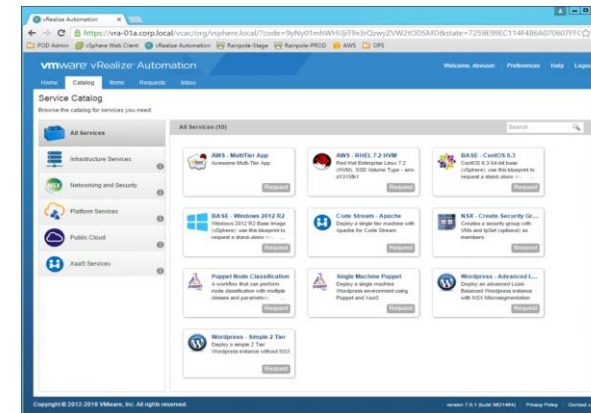 vRealize Automation
https://vra-01a.corp.local/vcac/org/vsphere.local/
POD Admin vSphere Web Client vRealize Automation Rainpole-Stage Rainpole-PROD AWS OPS
vmware vRealize Automation
Welcome, devuser. Preferences Help Logout
Home Catalog Items Requests Inbox
Service Catalog
Browse the catalog for services you need.
All Services
Infrastructure Services
Networking and Security
Platform Services
Public Cloud
XaaS Services
All Services (10)
Search
AWS - MultiTier App
Awesome Multi-Tier App
Request
AWS - RHEL 7.2 HVM
Red Hat Enterprise Linux 7.2
(HVM), SSD Volume Type - ami-
Request
BASE - CentOS 6.3
CentOS 6.3 64-bit base
(vSphere): use this blueprint to
request a stand-alone
Request
BASE - Windows 2012 R2
Windows 2012 R2 Base Image
(vSphere): use this blueprint to
request a stand-alone
Request
Code Stream - Apache
Deploy a single tier machine with
Apache for Code Stream
Request
NSX - Create Security Gr...
Creates a security group with
VMs and IpSet (optional) as
members.
Request
Puppet Node Classification
A workflow that can perform
node classification with multiple
classes and parameters.
Request
Single Machine Puppet
Deploy a single machine
Wordpress environment using
Puppet and XaaS
Request
Wordpress - Advanced L...
Deploy an advanced Load-
Balanced Wordpress instance
with NSX Microsegmentation
Request
Wordpress - Simple 2 Tier
Deploy a simple 2 Tier
Wordpress instance without NSX
Request
Copyright © 2012-2016 VMware, Inc. All rights reserved.
Privacy Policy